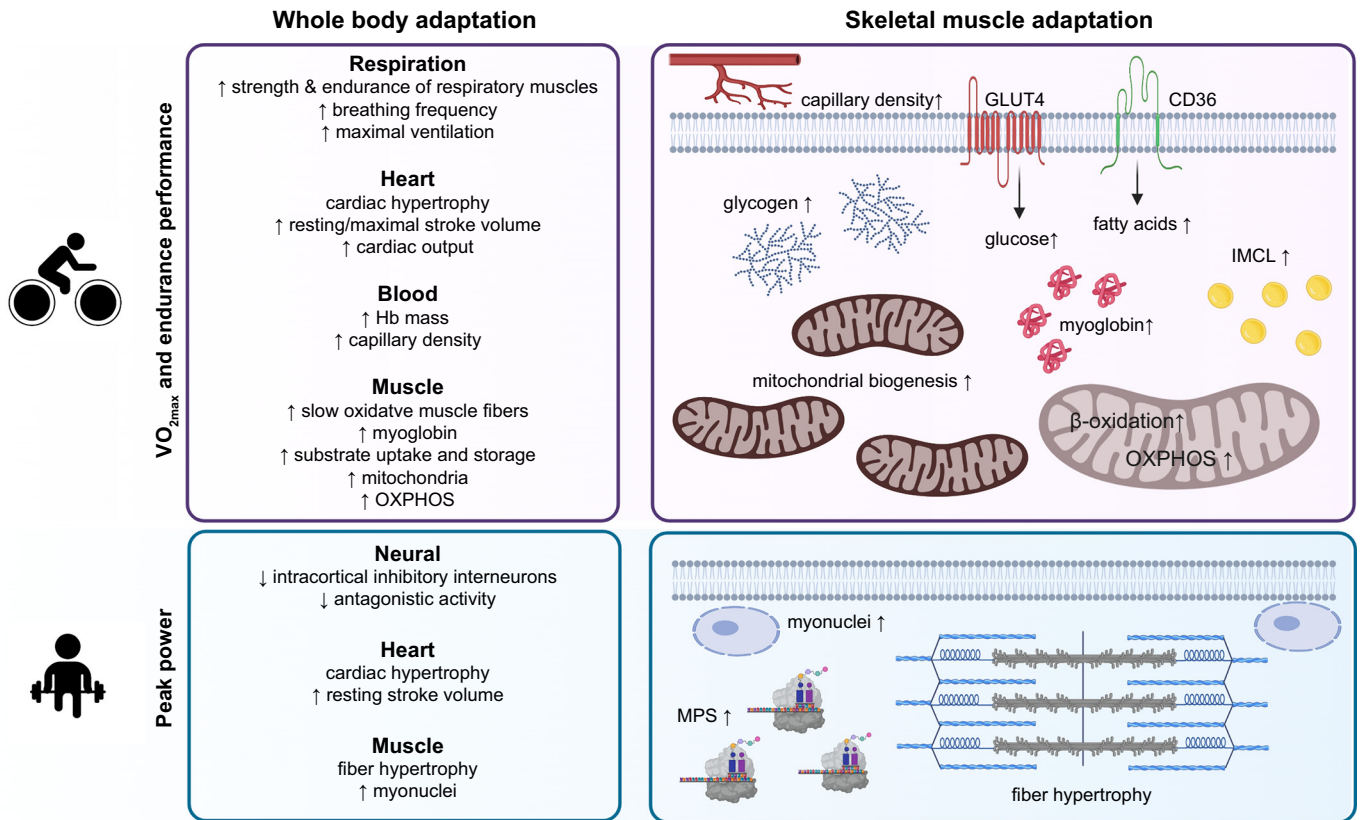 Whole body adaptation
Skeletal muscle adaptation
VO2max and endurance performance
Respiration
↑ strength & endurance of respiratory muscles
↑ breathing frequency
↑ maximal ventilation
Heart
cardiac hypertrophy
↑ resting/maximal stroke volume
↑ cardiac output
Blood
↑ Hb mass
↑ capillary density
Muscle
↑ slow oxidatve muscle fibers
↑ myoglobin
↑ substrate uptake and storage
↑ mitochondria
↑ OXPHOS
capillary density↑
GLUT4
CD36
glycogen ↑
glucose↑
fatty acids ↑
IMCL ↑
myoglobin↑
mitochondrial biogenesis ↑
β-oxidation↑
OXPHOS ↑
Peak power
Neural
↓ intracortical inhibitory interneurons
↓ antagonistic activity
Heart
cardiac hypertrophy
↑ resting stroke volume
Muscle
fiber hypertrophy
↑ myonuclei
myonuclei ↑
MPS ↑
fiber hypertrophy